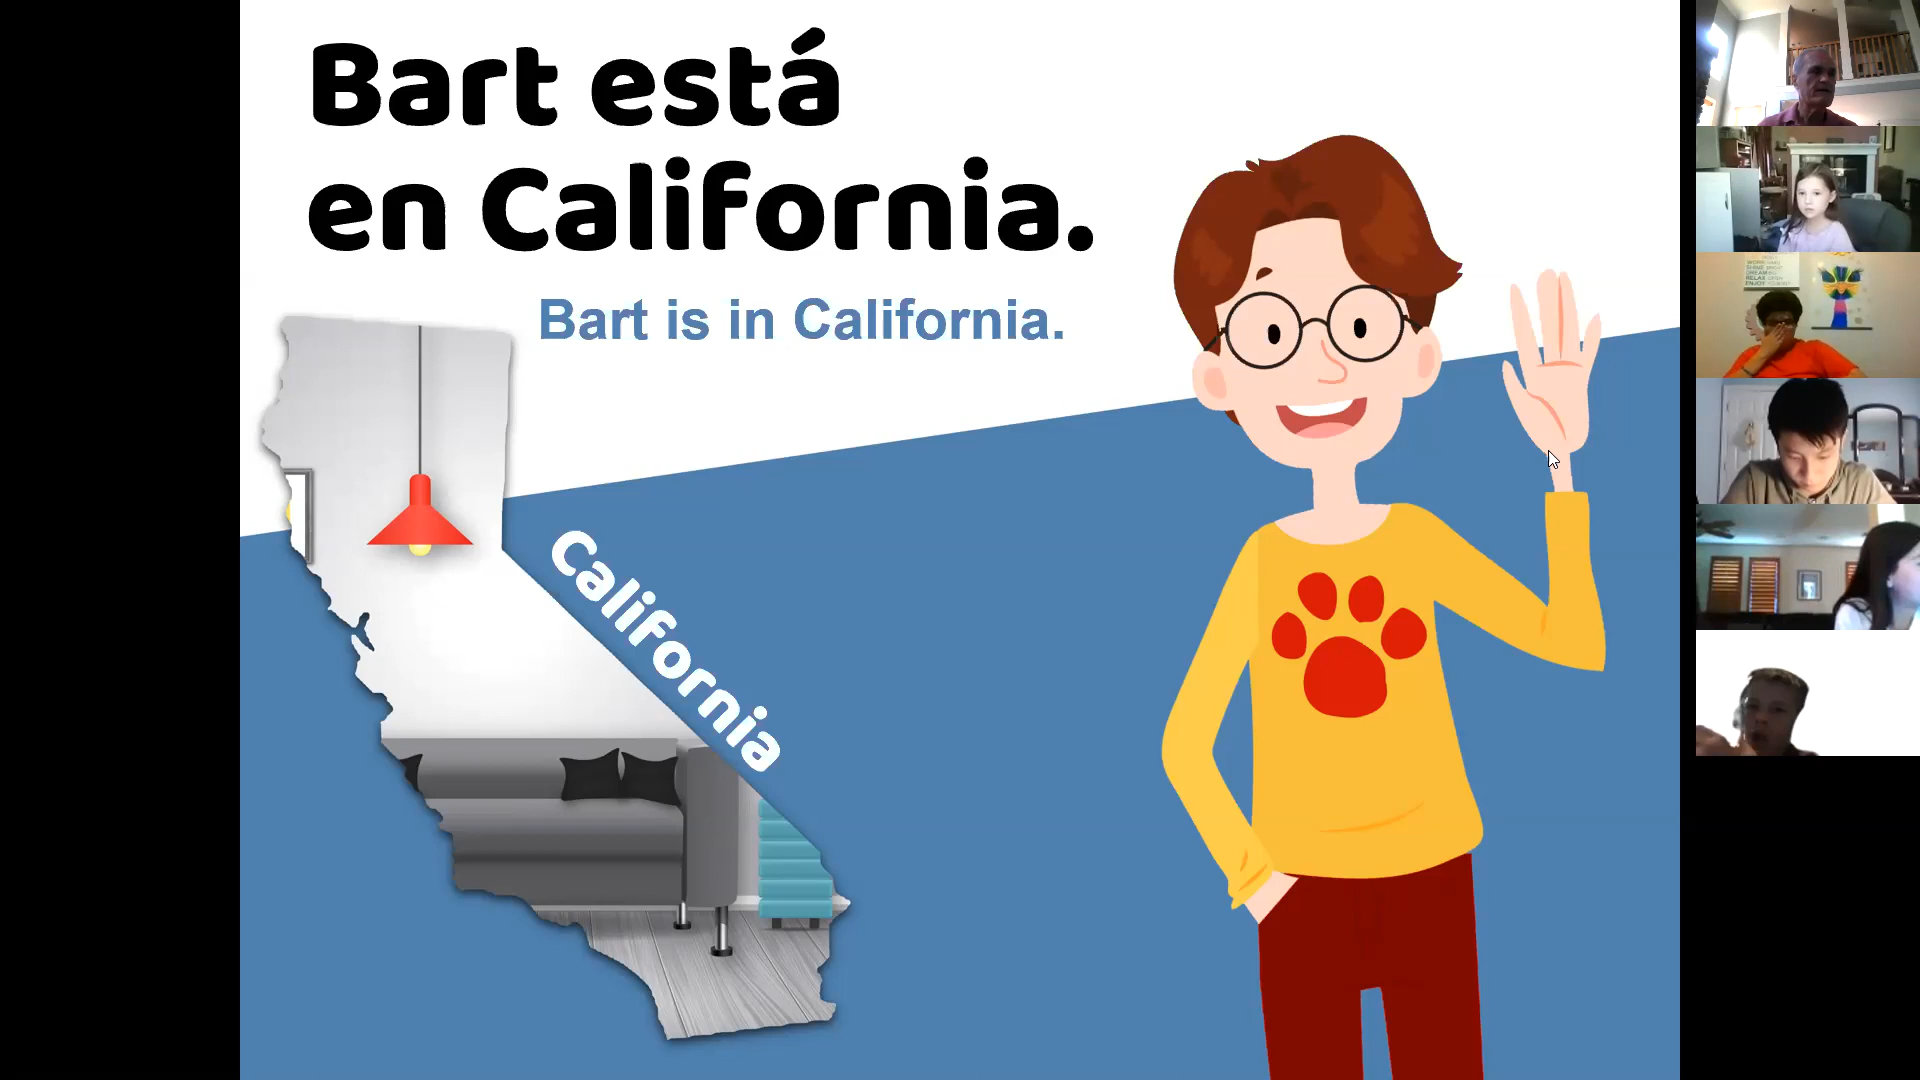 Bart está
en California.
Bart is in California.
California